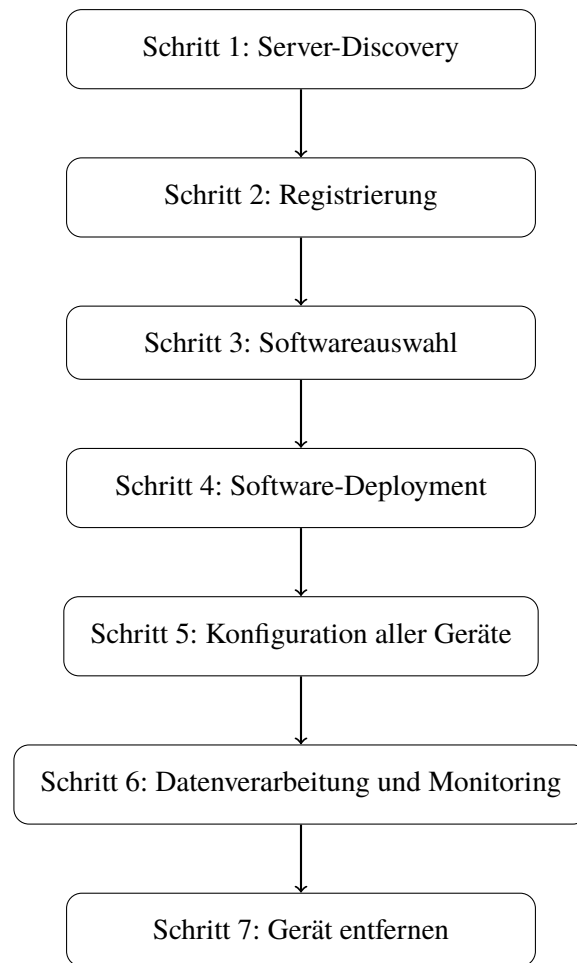 Schritt 1: Server-Discovery
Schritt 2: Registrierung
Schritt 3: Softwareauswahl
Schritt 4: Software-Deployment
Schritt 5: Konfiguration aller Geräte
Schritt 6: Datenverarbeitung und Monitoring
Schritt 7: Gerät entfernen